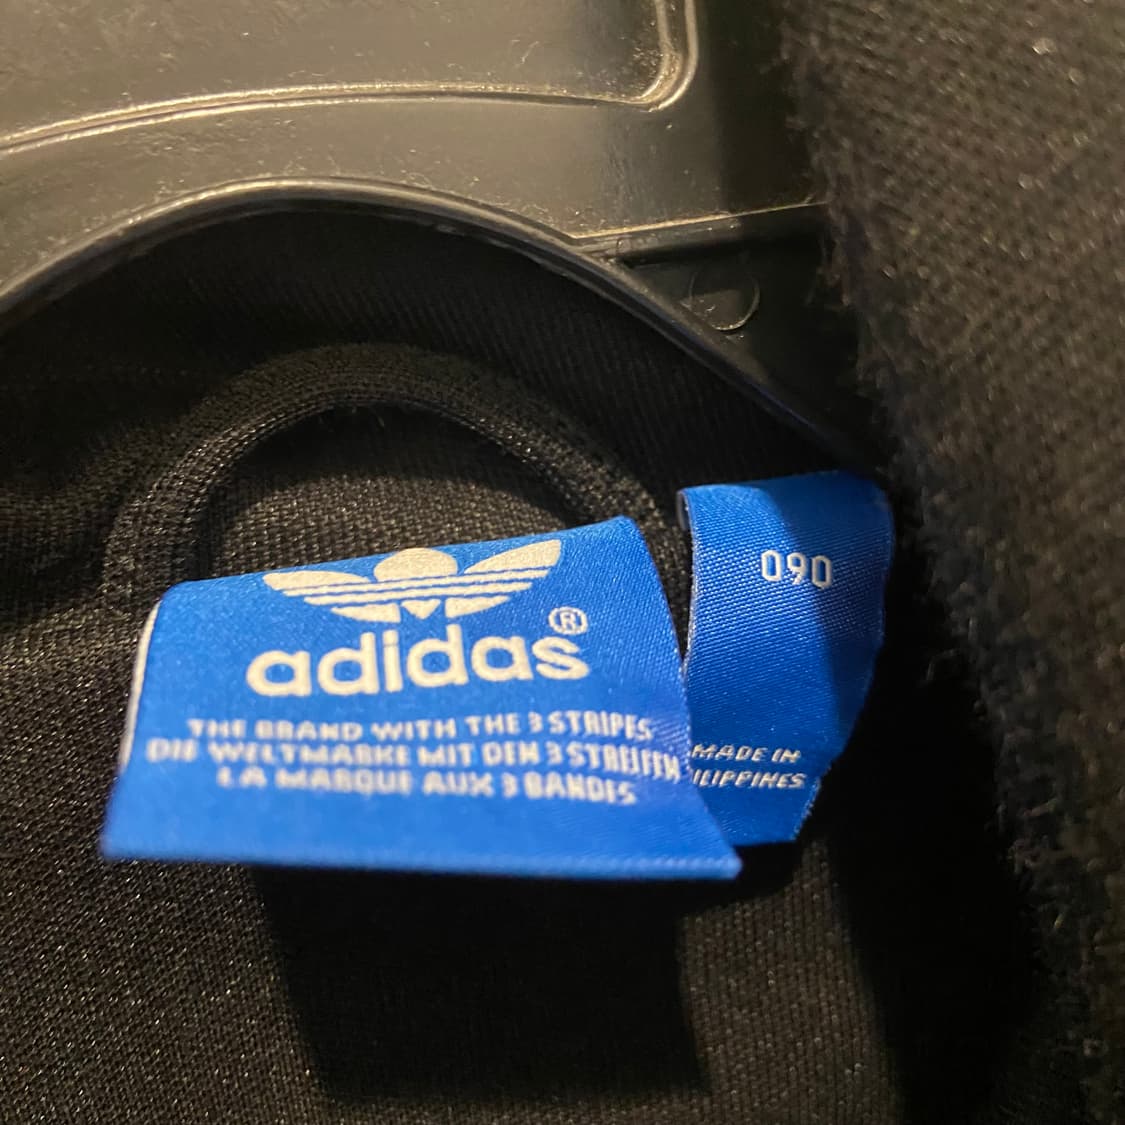 adidas®
THE BRAND WITH THE 3 STRIPES
DIE WELTMARKE MIT DEN 3 STREIFEN
LA MARQUE AUX 3 BANDES
090
MADE IN
ILIPPINES